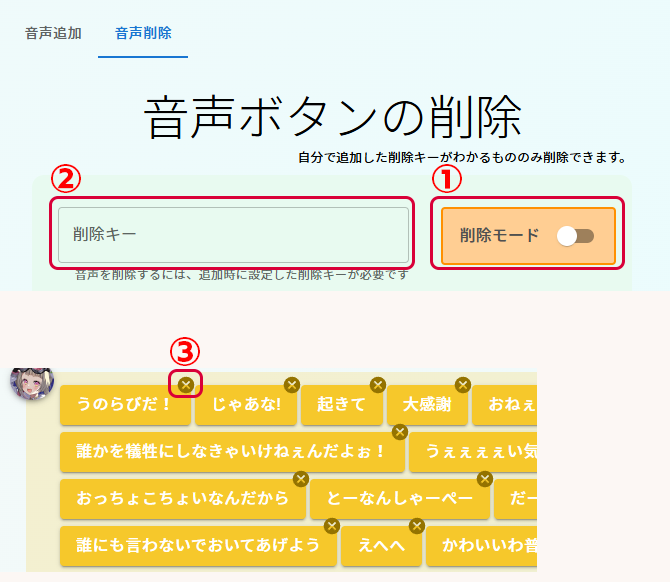 音声追加 音声削除
音声ボタンの削除
自分で追加した削除キーがわかるもののみ削除できます。
② ①
削除キー 削除モード
音声を削除するには、追加時に設定した削除キーが必要です
③
うのらびだ! じゃあな! 起きて 大感謝 おねぇ
誰かを犠牲にしなきゃいけねぇんだよぉ! うぇぇぇぇい気
おっちょこちょいなんだから とーなんしゃーぺー だー
誰にも言わないでおいてあげよう えへへ かわいいわ普